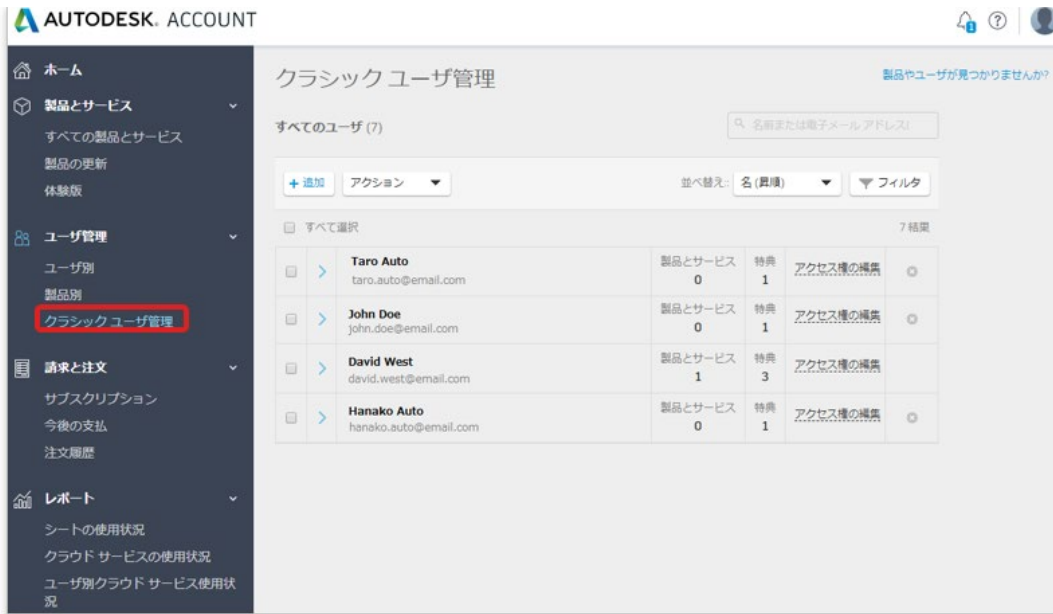 AUTODESK. ACCOUNT
1
ホーム
製品とサービス
すべての製品とサービス
製品の更新
体験版
ユーザ管理
ユーザ別
製品別
クラシック ユーザ管理
請求と注文
サブスクリプション
今後の支払
注文履歴
レポート
シートの使用状況
クラウド サービスの使用状況
ユーザ別クラウド サービス使用状
況
クラシック ユーザ管理
製品やユーザが見つかりませんか?
すべてのユーザ (7)
名前または電子メール アドレスに
+ 追加
アクション
並べ替え:
名 (昇順)
フィルタ
すべて選択
7 結果
Taro Auto
taro.auto@email.com
製品とサービス
0
特典
1
アクセス権の編集
John Doe
john.doe@email.com
製品とサービス
0
特典
1
アクセス権の編集
David West
david.west@email.com
製品とサービス
1
特典
3
アクセス権の編集
Hanako Auto
hanako.auto@email.com
製品とサービス
0
特典
1
アクセス権の編集